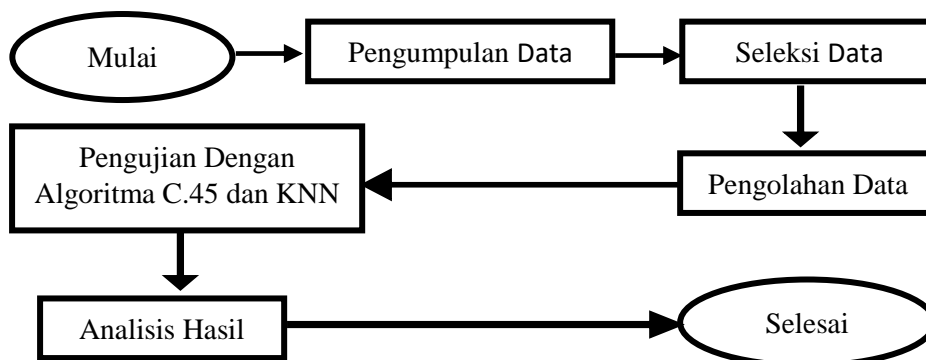 Mulai
Pengumpulan Data
Seleksi Data
Pengolahan Data
Pengujian Dengan
Algoritma C.45 dan KNN
Analisis Hasil
Selesai